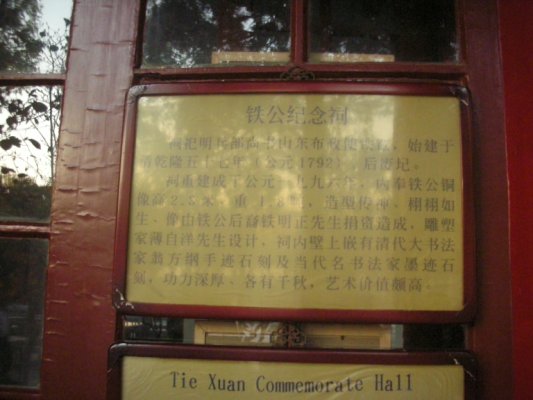 铁公纪念祠
祠祀明兵部尚书山东布政使铁铉，始建于
清乾隆五十七年（公元1792），后废圮。
祠重建成于公元一九九六年，内奉铁公铜
像高2.8米，重1.8吨，造型传神、栩栩如
生，像由铁公后裔铁明正先生捐资造成，雕塑
家薄自洋先生设计，祠内壁上嵌有清代大书法
家翁方纲手迹石刻及当代名书法家墨迹石
刻，功力深厚、各有千秋，艺术价值颇高。
Tie Xuan Commemorate Hall